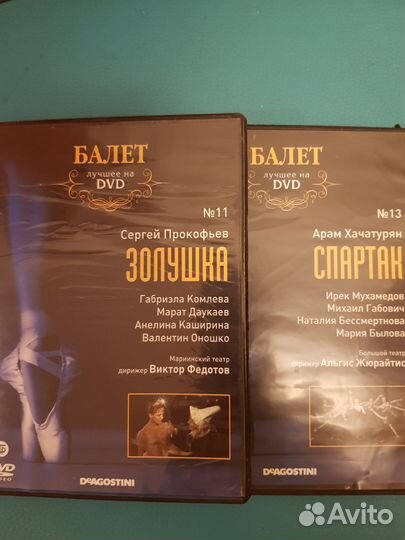 БАЛЕТ
лучшее на
DVD
№11
Сергей Прокофьев
ЗОЛУШКА
Габриэла Комлева
Марат Даукаев
Анелина Каширина
Валентин Оношко
Мариинский театр
дирижер Виктор Федотов
DVD
VIDEO
DeAGOSTINI
БАЛЕТ
лучшее на
DVD
№13
Арам Хачатурян
СПАРТАК
Ирек Мухамедов
Михаил Габович
Наталия Бессмертнова
Мария Былова
Большой театр
дирижер Альгис Жюрайтис
DeAGOSTINI
Avito